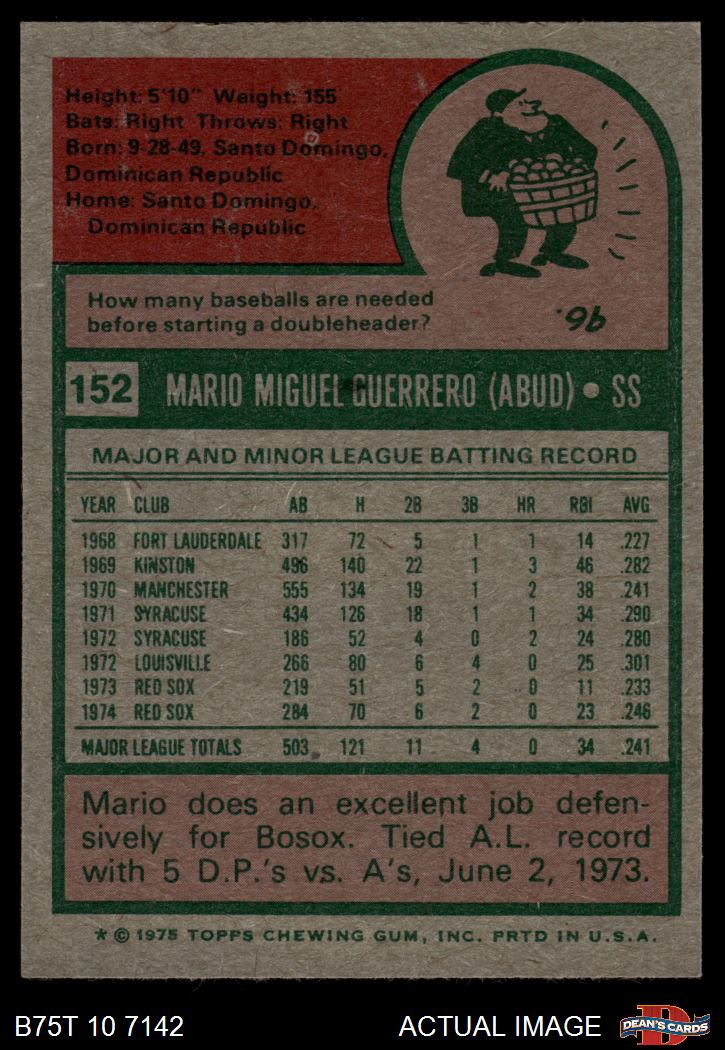 Height: 5'10" Weight: 155
Bats: Right Throws: Right
Born: 9-28-49, Santo Domingo,
Dominican Republic
Home: Santo Domingo,
Dominican Republic
How many baseballs are needed
before starting a doubleheader?
96.
152 MARIO MIGUEL GUERRERO (ABUD) • SS
MAJOR AND MINOR LEAGUE BATTING RECORD
YEAR CLUB AB H 2B 3B HR RBI AVG
1968 FORT LAUDERDALE 317 72 5 1 1 14 .227
1969 KINSTON 496 140 22 1 3 46 .282
1970 MANCHESTER 555 134 19 1 2 38 .241
1971 SYRACUSE 434 126 18 1 1 34 .290
1972 SYRACUSE 186 52 4 0 2 24 .280
1972 LOUISVILLE 266 80 6 4 0 25 .301
1973 RED SOX 219 51 5 2 0 11 .233
1974 RED SOX 284 70 6 2 0 23 .246
MAJOR LEAGUE TOTALS 503 121 11 4 0 34 .241
Mario does an excellent job defen-
sively for Bosox. Tied A.L. record
with 5 D.P.'s vs. A's, June 2, 1973.
* © 1975 TOPPS CHEWING GUM, INC. PRTD IN U.S.A.
B75T 10 7142 ACTUAL IMAGE
DEAN'S CARDS